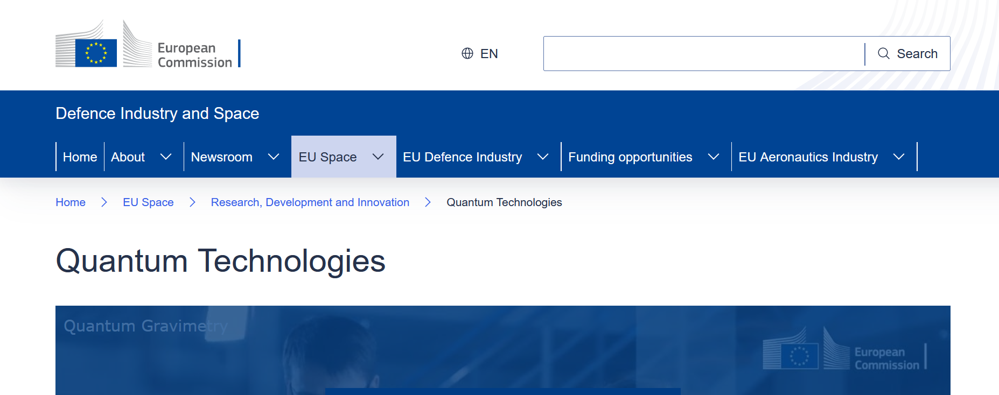 European
Commission
EN
Search
Defence Industry and Space
Home About Newsroom EU Space EU Defence Industry Funding opportunities EU Aeronautics Industry
Home EU Space Research, Development and Innovation Quantum Technologies
Quantum Technologies
Quantum Gravimetry
European
Commission